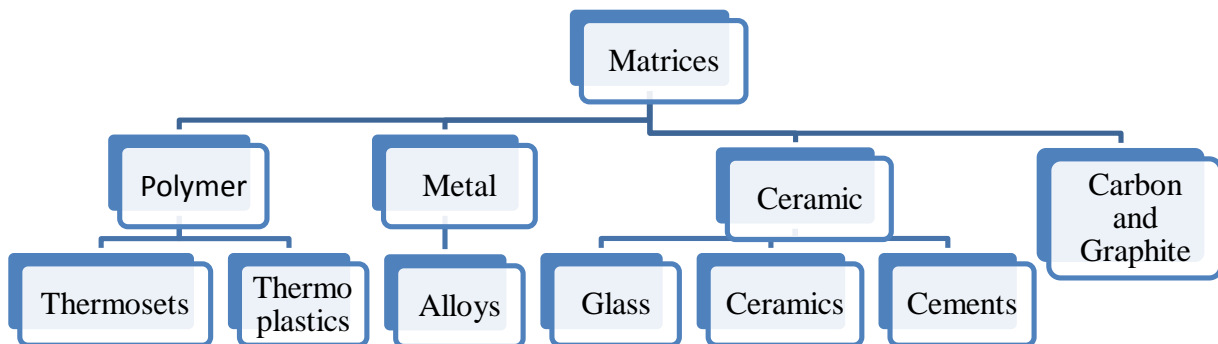 Matrices
Polymer
Metal
Ceramic
Carbon
and
Graphite
Thermosets
Thermo
plastics
Alloys
Glass
Ceramics
Cements